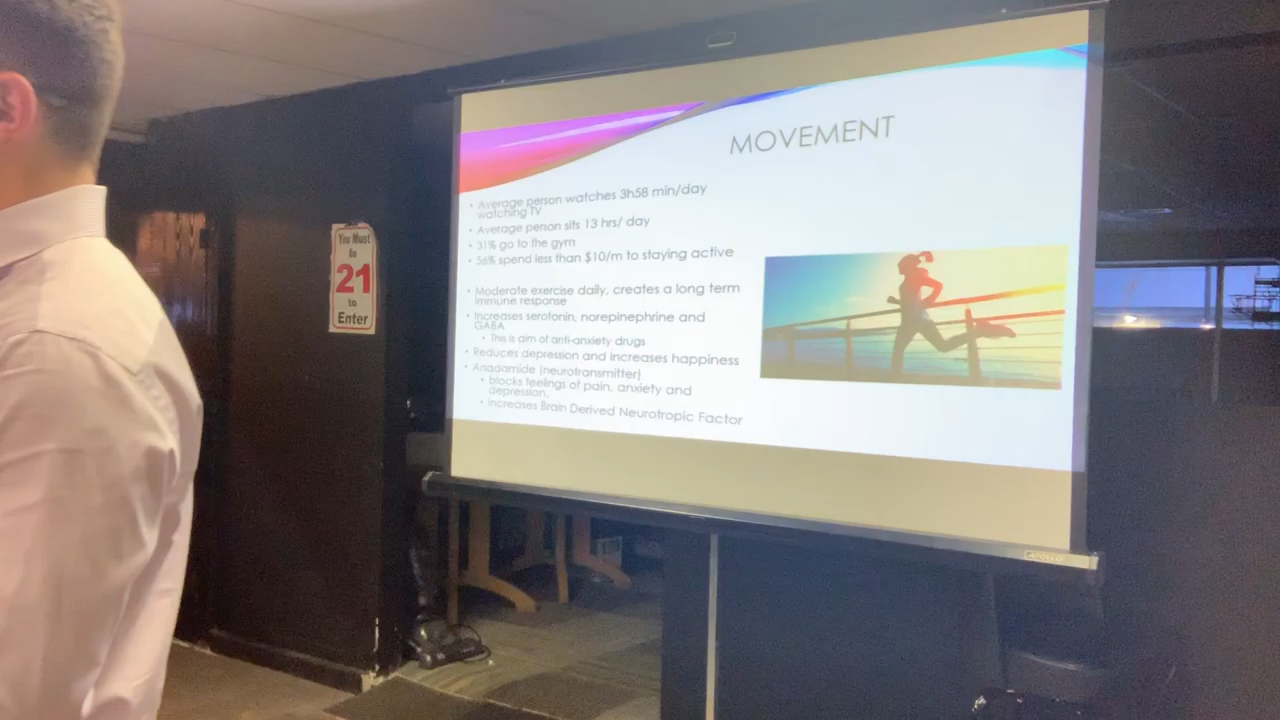 MOVEMENT
• Average person watches 3h58 min/day
watching TV
• Average person sits 13 hrs/ day
• 31% go to the gym
• 56% spend less than $10/m to staying active
• Moderate exercise daily, creates a long term
immune response
• Increases serotonin, norepinephrine and
GABA
• This is aim of anti-anxiety drugs
• Reduces depression and increases happiness
• Anadamide (neurotransmitter)
• blocks feelings of pain, anxiety and
depression.
• Increases Brain Derived Neurotropic Factor
You Must
Be
21
to
Enter
APOLLO